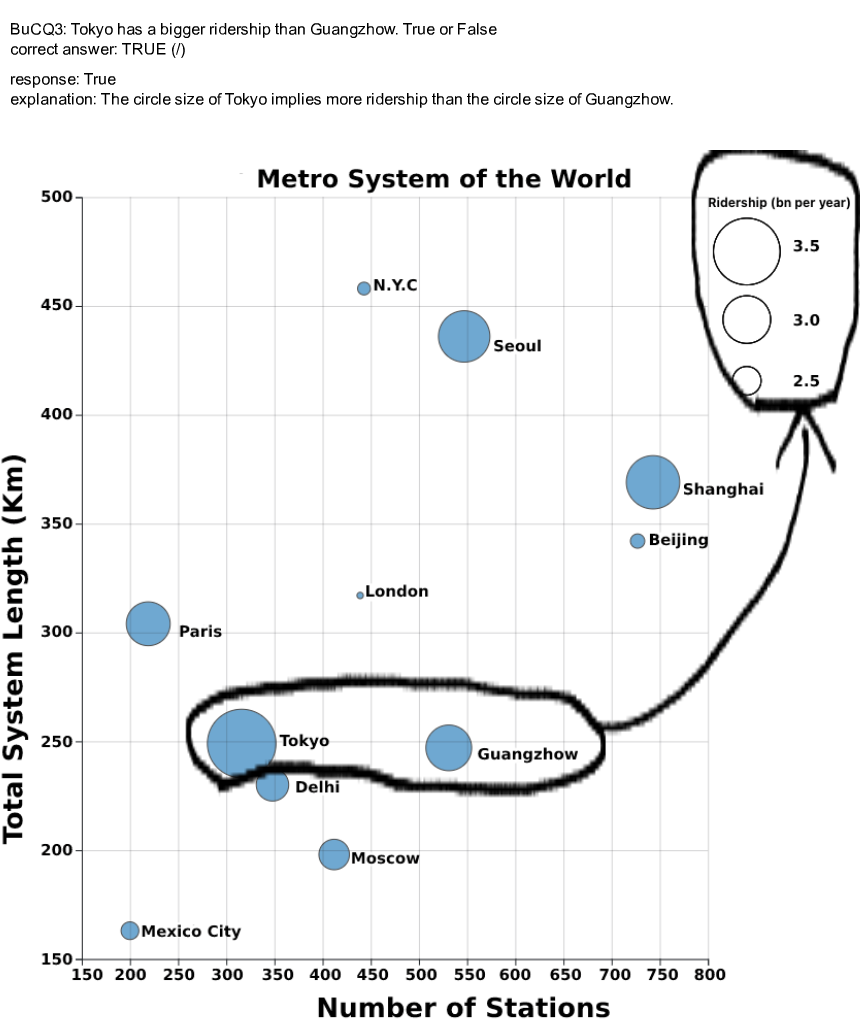 BuCQ3: Tokyo has a bigger ridership than Guangzhow. True or False
correct answer: TRUE (/)
response: True
explanation: The circle size of Tokyo implies more ridership than the circle size of Guangzhow.
Metro System of the World
Ridership (bn per year)
3.5
3.0
2.5
500
450
400
350
300
250
200
150
N.Y.C
Seoul
Shanghai
Beijing
London
Paris
Tokyo
Guangzhow
Delhi
Moscow
Mexico City
Total System Length (Km)
150 200 250 300 350 400 450 500 550 600 650 700 750 800
Number of Stations